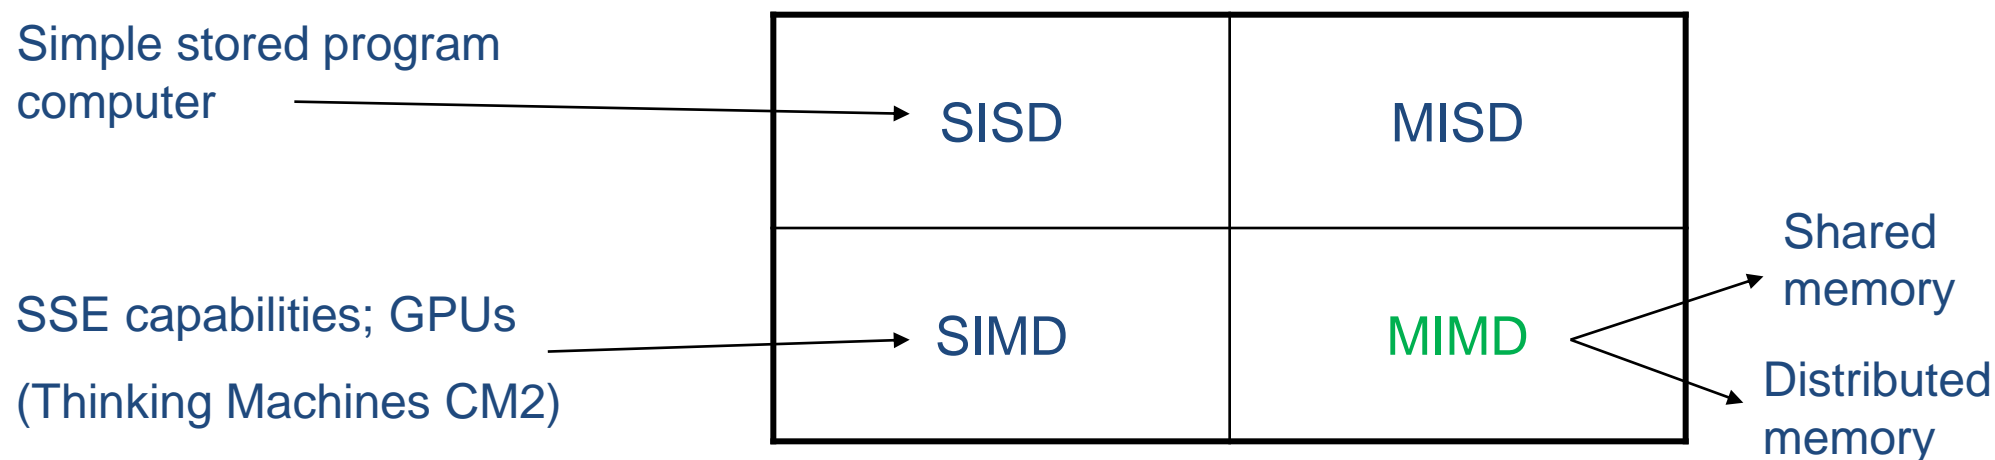 Simple stored program
computer
SISD
MISD
SSE capabilities; GPUs
(Thinking Machines CM2)
SIMD
MIMD
Shared
memory
Distributed
memory